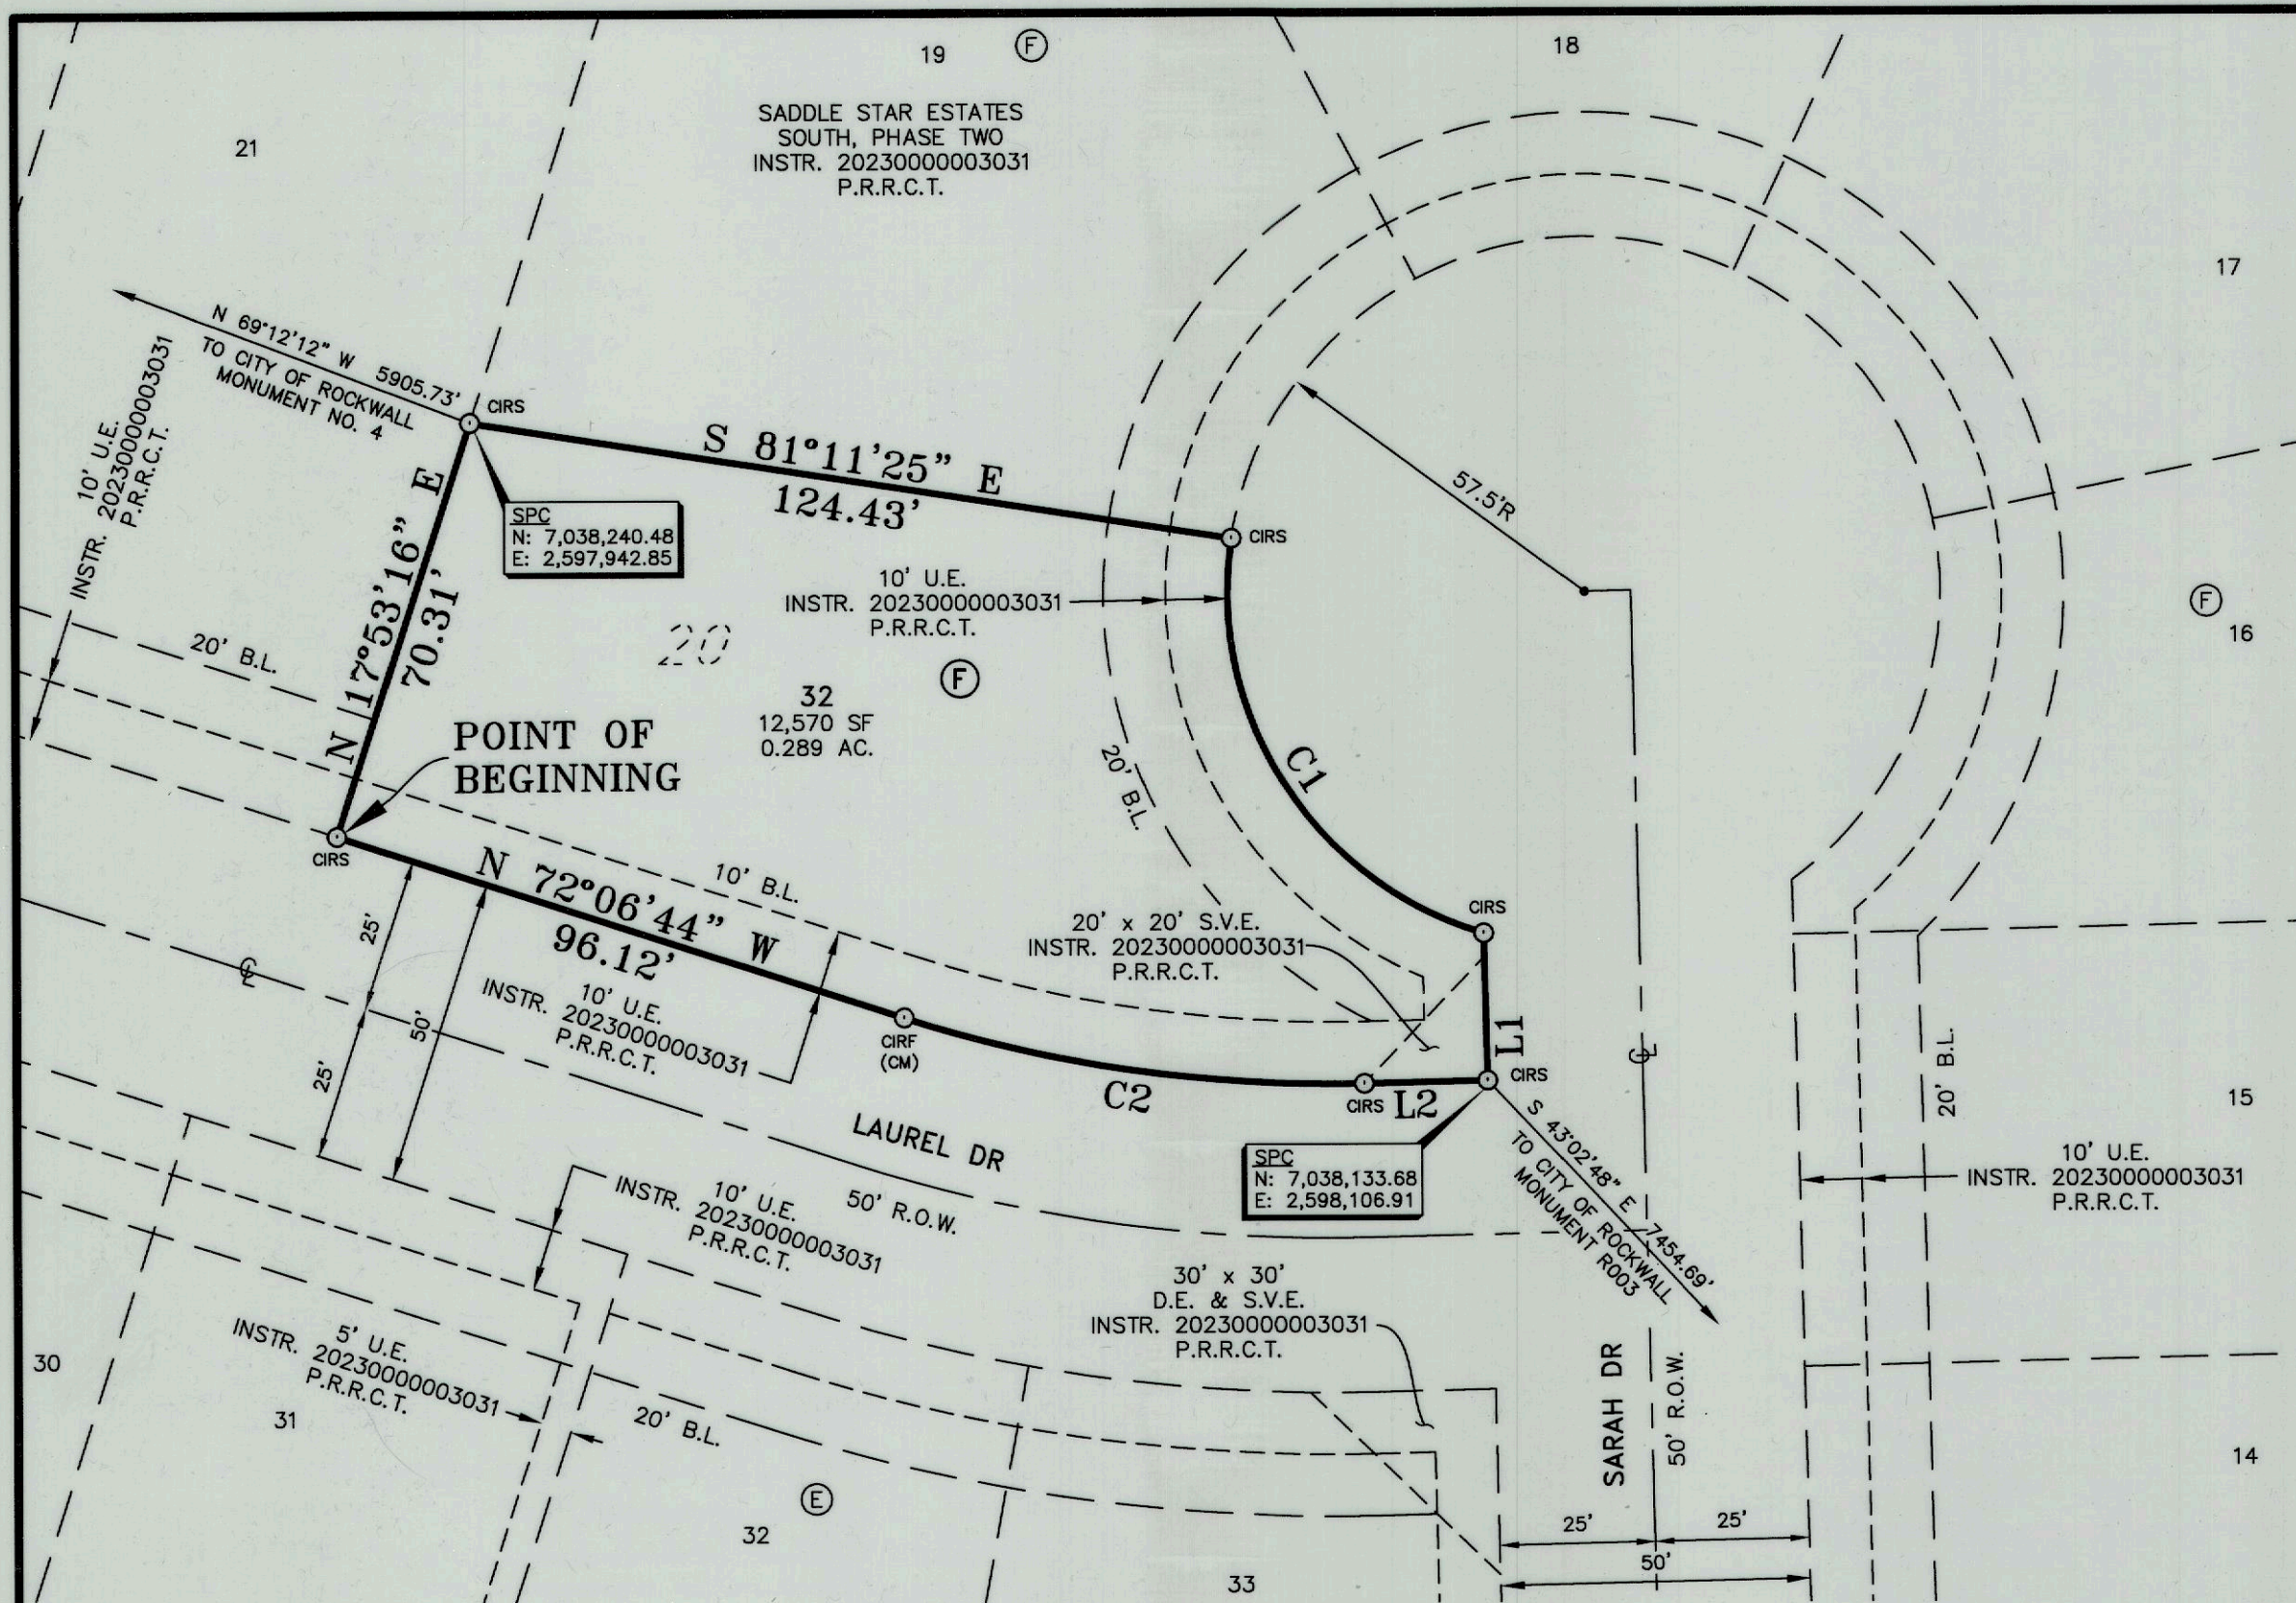 19
F
18
SADDLE STAR ESTATES
SOUTH, PHASE TWO
INSTR. 20230000003031
P.R.R.C.T.
21
17
N 69°12'12" W 5905.73'
TO CITY OF ROCKWALL
MONUMENT NO. 4
10' U.E.
INSTR. 20230000003031
P.R.R.C.T.
CIRS
S 81°11'25" E
124.43'
57.5'R
SPC
N: 7,038,240.48
E: 2,597,942.85
CIRS
N 17°53'16" E
70.31'
10' U.E.
INSTR. 20230000003031
P.R.R.C.T.
F
16
20' B.L.
20
F
32
12,570 SF
0.289 AC.
POINT OF
BEGINNING
C1
20' B.L.
CIRS
N 72°06'44" W
96.12'
10' B.L.
20' x 20' S.V.E.
INSTR. 20230000003031
P.R.R.C.T.
CIRS
25'
50'
25'
℄
10' U.E.
INSTR. 20230000003031
P.R.R.C.T.
CIRF
(CM)
C2
L1
CIRS
CIRS
L2
℄
20' B.L.
15
LAUREL DR
50' R.O.W.
SPC
N: 7,038,133.68
E: 2,598,106.91
S 43°02'48" E 7454.69'
TO CITY OF ROCKWALL
MONUMENT R003
10' U.E.
INSTR. 20230000003031
P.R.R.C.T.
10' U.E.
INSTR. 20230000003031
P.R.R.C.T.
30' x 30'
D.E. & S.V.E.
INSTR. 20230000003031
P.R.R.C.T.
30
5' U.E.
INSTR. 20230000003031
P.R.R.C.T.
31
20' B.L.
SARAH DR
50' R.O.W.
14
E
32
33
25'
25'
50'